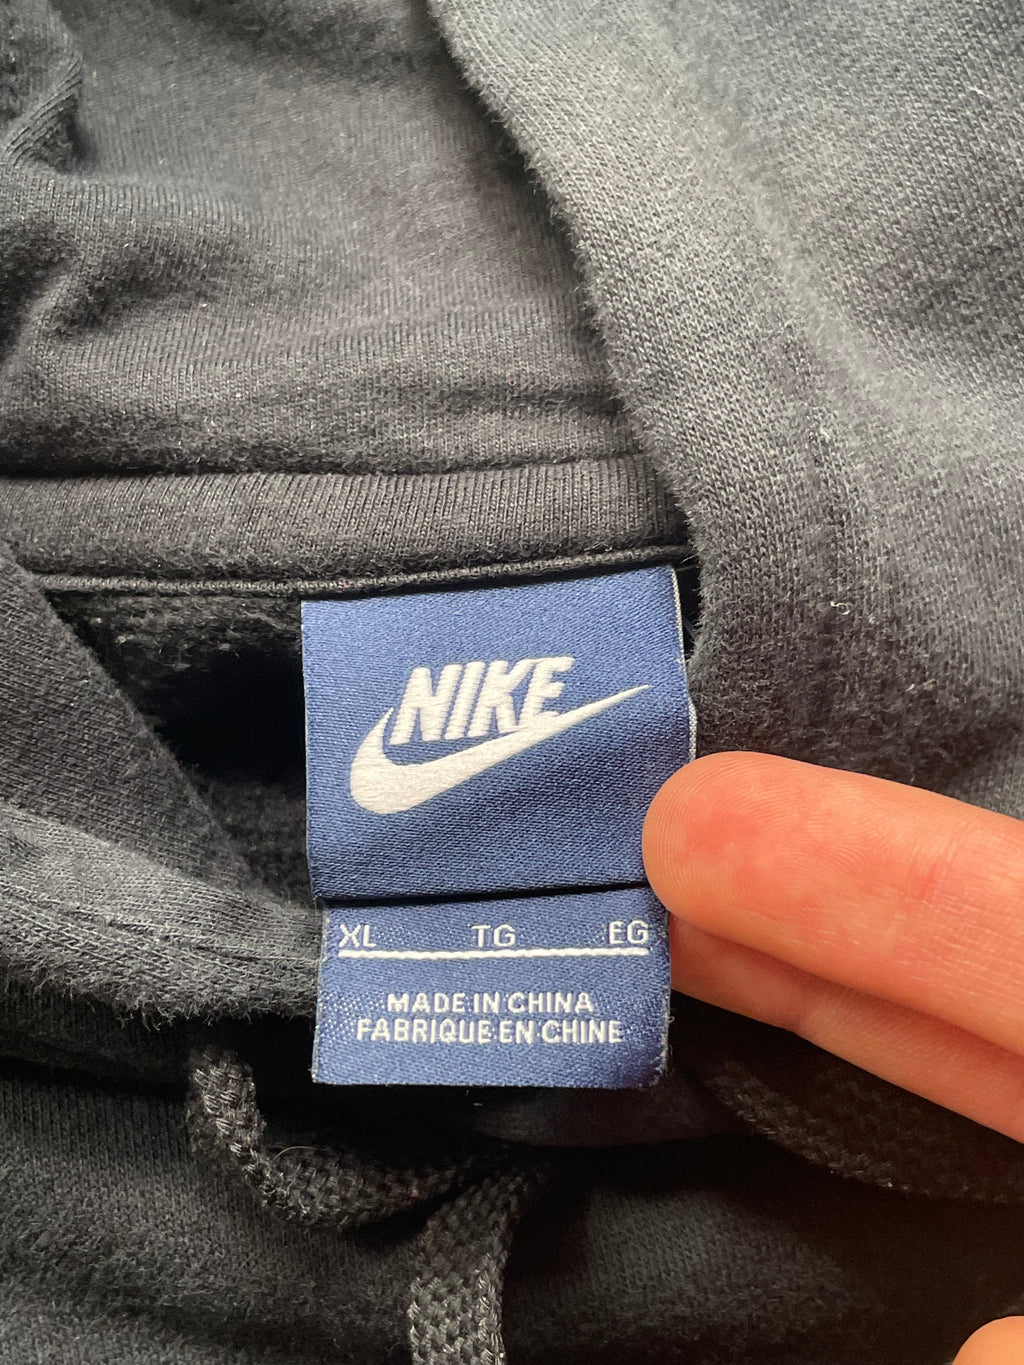 NIKE
XL TG EG
MADE IN CHINA
FABRIQUE EN CHINE